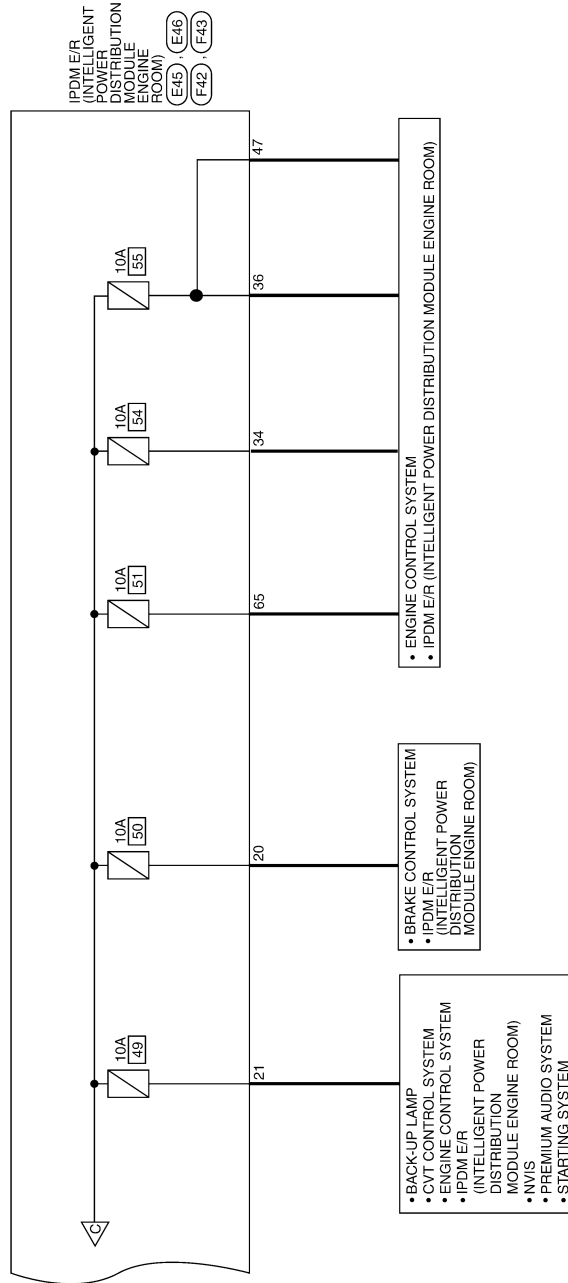 IPDM E/R
(INTELLIGENT
POWER
DISTRIBUTION
MODULE
ENGINE
ROOM)
E45 , E46
F42 , F43
C
10A
49
10A
50
10A
51
10A
54
10A
55
21
20
65
34
36
47
• BACK-UP LAMP
• CVT CONTROL SYSTEM
• ENGINE CONTROL SYSTEM
• IPDM E/R
(INTELLIGENT POWER
DISTRIBUTION
MODULE ENGINE ROOM)
• NVIS
• PREMIUM AUDIO SYSTEM
• STARTING SYSTEM
• BRAKE CONTROL SYSTEM
• IPDM E/R
(INTELLIGENT POWER
DISTRIBUTION
MODULE ENGINE ROOM)
• ENGINE CONTROL SYSTEM
• IPDM E/R (INTELLIGENT POWER DISTRIBUTION MODULE ENGINE ROOM)